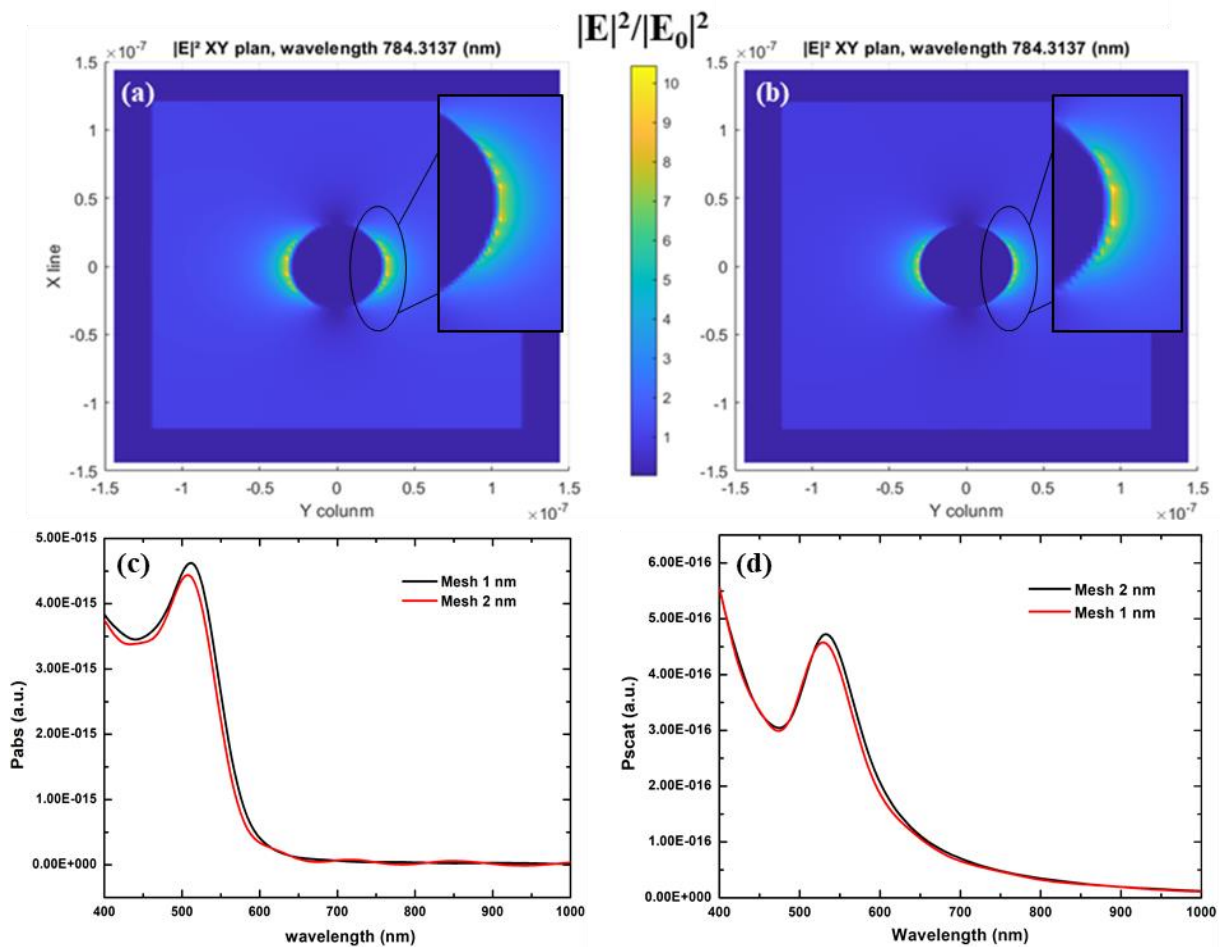 |E|²/|E₀|²
|E|² XY plan, wavelength 784.3137 (nm)
×10⁻⁷
(a)
1.5
1
0.5
0
-0.5
-1
-1.5
X line
-1.5 -1 -0.5 0 0.5 1 1.5
Y colunm
×10⁻⁷
10
9
8
7
6
5
4
3
2
1
|E|² XY plan, wavelength 784.3137 (nm)
×10⁻⁷
(b)
1.5
1
0.5
0
-0.5
-1
-1.5
-1.5 -1 -0.5 0 0.5 1 1.5
Y colunm
×10⁻⁷
(c)
5.00E-015
4.00E-015
3.00E-015
2.00E-015
1.00E-015
0.00E+000
Pabs (a.u.)
Mesh 1 nm
Mesh 2 nm
400 500 600 700 800 900 1000
wavelength (nm)
(d)
6.00E-016
5.00E-016
4.00E-016
3.00E-016
2.00E-016
1.00E-016
0.00E+000
Pscat (a.u.)
Mesh 2 nm
Mesh 1 nm
400 500 600 700 800 900 1000
Wavelength (nm)